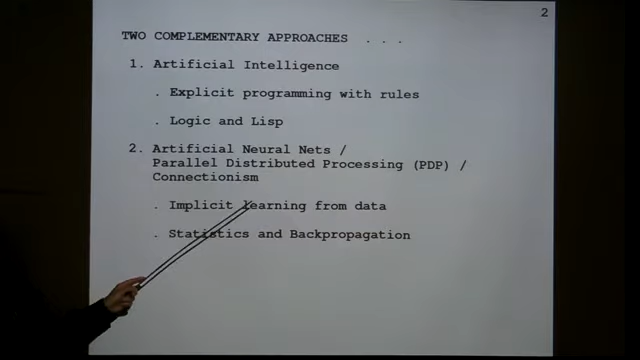 2
TWO COMPLEMENTARY APPROACHES . . .
1. Artificial Intelligence
. Explicit programming with rules
. Logic and Lisp
2. Artificial Neural Nets /
Parallel Distributed Processing (PDP) /
Connectionism
. Implicit learning from data
. Statistics and Backpropagation